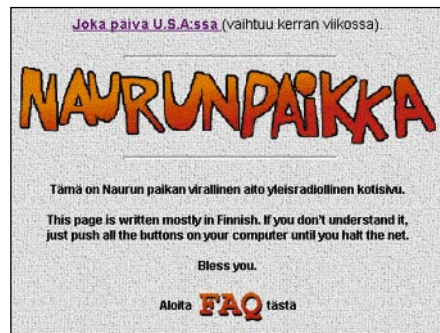 Joka päivä U.S.A:ssa (vaihtuu kerran viikossa).
NAURUNPAiKKA
Tämä on Naurun paikan virallinen aito yleisradiollinen kotisivu.
This page is written mostly in Finnish. If you don't understand it,
just push all the buttons on your computer until you halt the net.
Bless you.
Aloita FAQ tästä